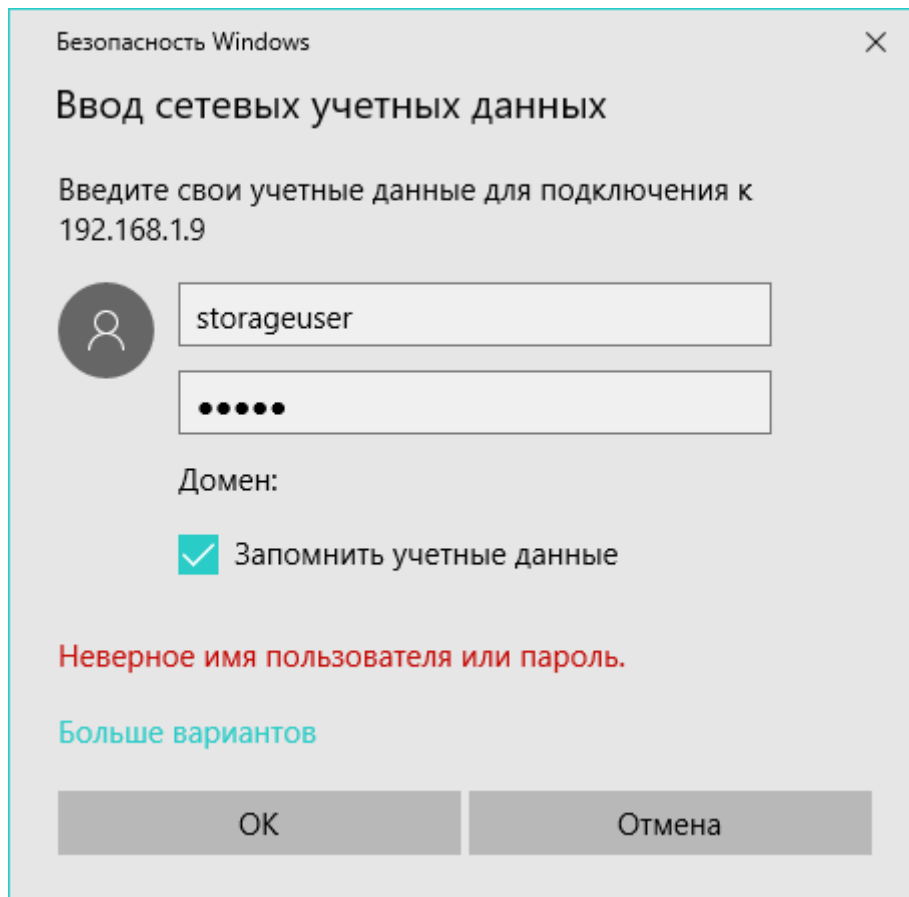 Безопасность Windows
Ввод сетевых учетных данных
Введите свои учетные данные для подключения к
192.168.1.9
storageuser
•••••
Домен:
Запомнить учетные данные
Неверное имя пользователя или пароль.
Больше вариантов
ОК
Отмена